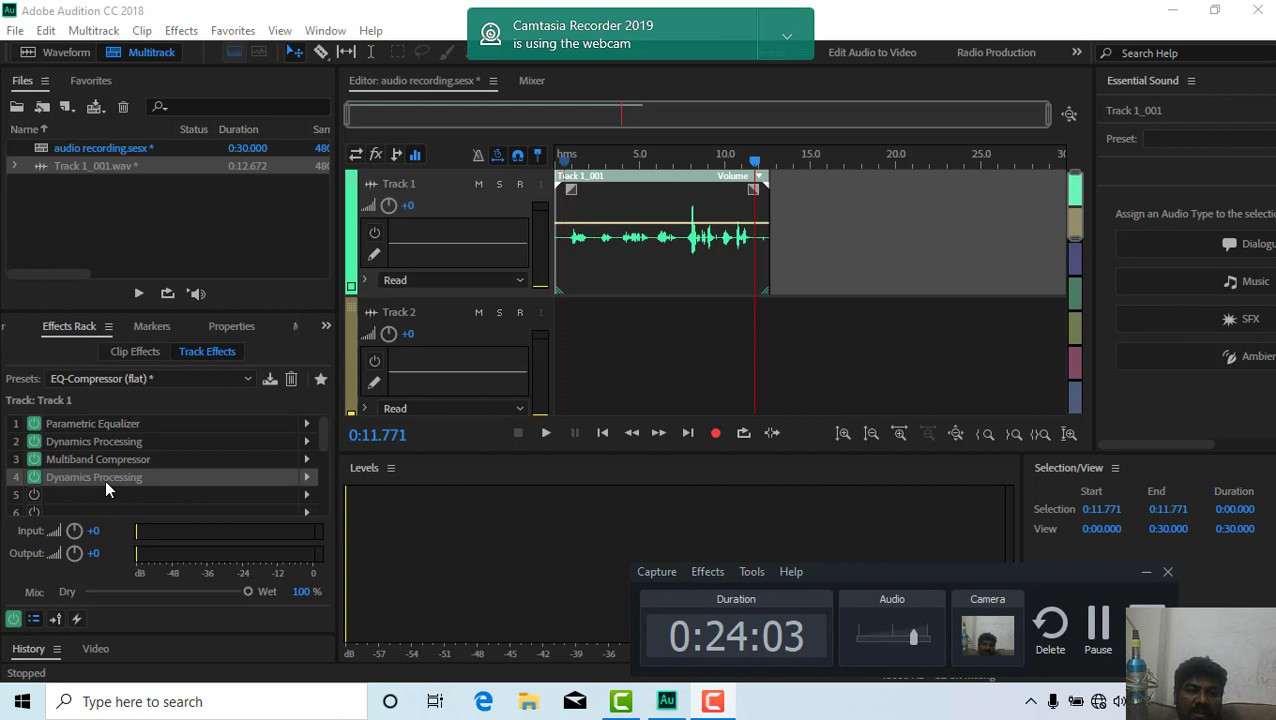 Adobe Audition CC 2018
File Edit Multitrack Clip Effects Favorites View Window Help
Camtasia Recorder 2019
is using the webcam
Waveform Multitrack
Edit Audio to Video Radio Production Search Help
Files Favorites
Name Status Duration
audio recording.sesx * 0:30.000 480
Track 1_001.wav * 0:12.672 480
Editor: audio recording.sesx * Mixer
5.0 10.0 15.0 20.0 25.0 30
Track 1_001 Volume
Track 1 M S R
+0
Read
Track 2 M S R
+0
Read
Essential Sound
Preset:
Assign an Audio Type to the selection
Dialogu
Music
SFX
Ambien
Effects Rack Markers Properties
Clip Effects Track Effects
Presets: EQ-Compressor (flat) *
Track: Track 1
1 Parametric Equalizer
2 Dynamics Processing
3 Multiband Compressor
4 Dynamics Processing
5
6
Input: +0
Output: +0
dB -48 -36 -24 -12 0
Mix: Dry Wet 100 %
History Video
Stopped
0:11.771
Levels
dB -57 -54 -51 -48 -45 -42 -39 -36 -33 -30
Selection/View
Start End Duration
Selection 0:11.771 0:11.771 0:00.000
View 0:00.000 0:30.000 0:30.000
Capture Effects Tools Help
Duration Audio Camera
0:24:03
Delete Pause
Type here to search